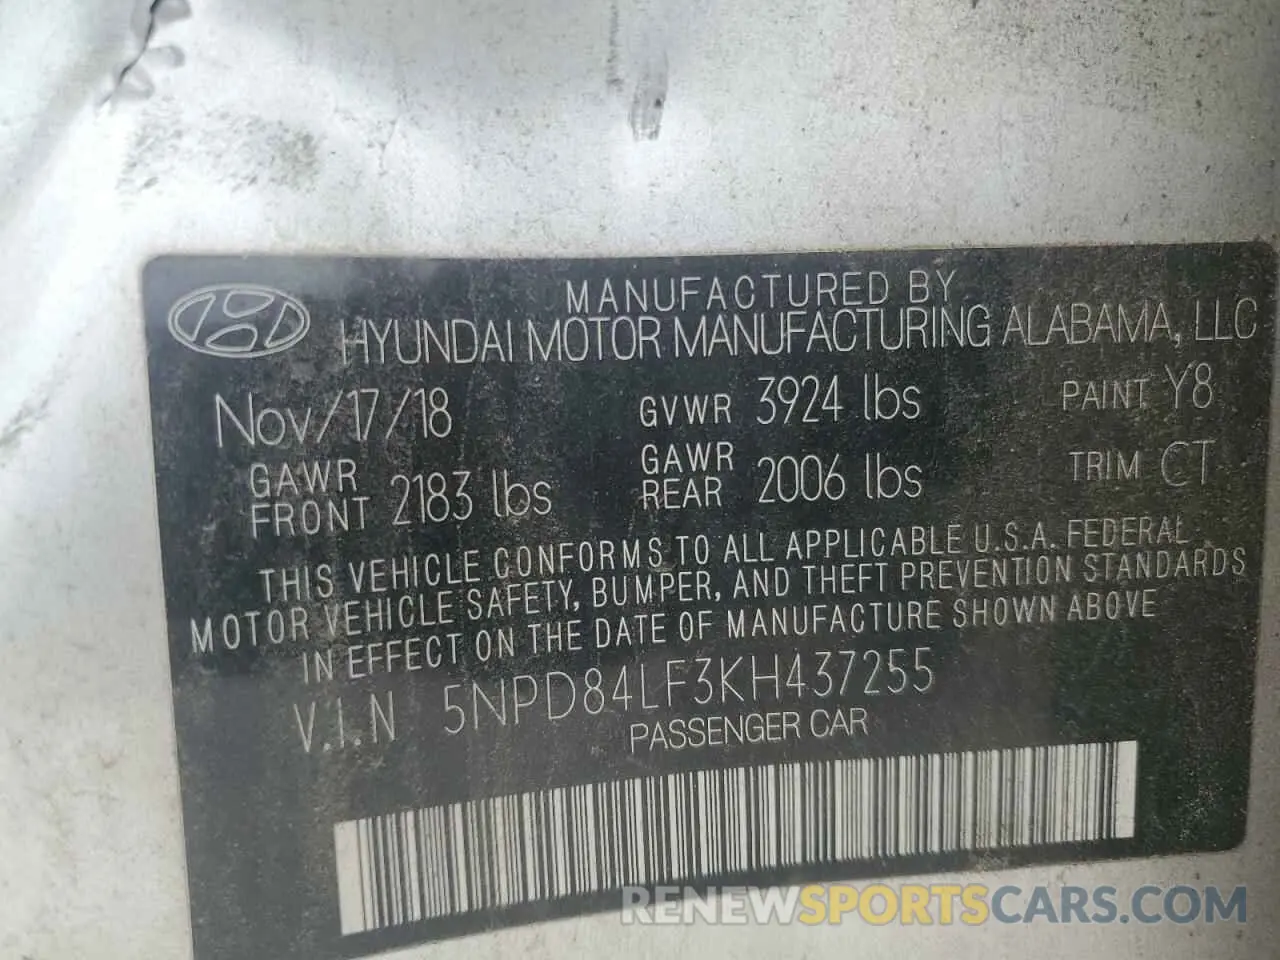 MANUFACTURED BY
HYUNDAI MOTOR MANUFACTURING ALABAMA, LLC
Nov/17/18 GVWR 3924 lbs PAINT Y8
GAWR FRONT 2183 lbs GAWR REAR 2006 lbs TRIM CT
THIS VEHICLE CONFORMS TO ALL APPLICABLE U.S.A. FEDERAL
MOTOR VEHICLE SAFETY, BUMPER, AND THEFT PREVENTION STANDARDS
IN EFFECT ON THE DATE OF MANUFACTURE SHOWN ABOVE
V.I.N 5NPD84LF3KH437255
PASSENGER CAR
RENEWSPORTSCARS.COM